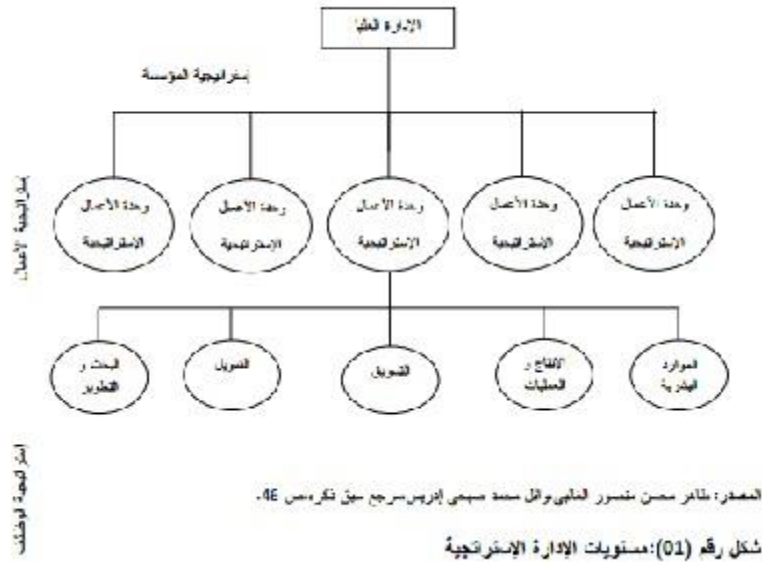 الإدارة العليا
إستراتيجية المؤسسة
إستراتيجية الأعمال
وحدة الأعمال
الإستراتيجية
وحدة الأعمال
الإستراتيجية
وحدة الأعمال
الإستراتيجية
وحدة الأعمال
الإستراتيجية
وحدة الأعمال
الإستراتيجية
الموارد
البشرية
الإنتاج و
العمليات
التسويق
التمويل
البحث و
التطوير
إستراتيجية الوظائف
المصدر: طاهر محسن منصور الغالبي وائل محمد صبحي إدريس، مرجع سبق ذكره، ص 46.
شكل رقم (01): مستويات الإدارة الإستراتجية